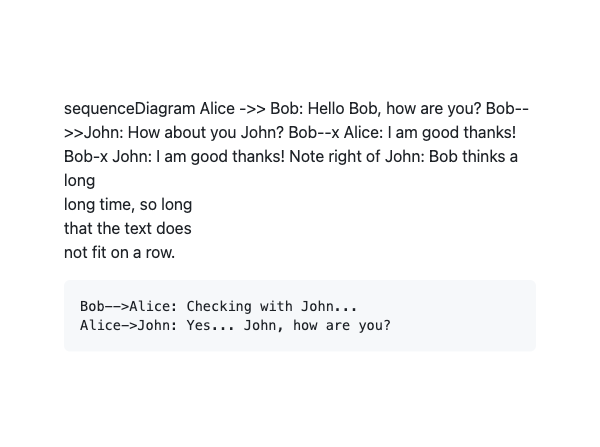 sequenceDiagram Alice ->> Bob: Hello Bob, how are you? Bob--
>>John: How about you John? Bob--x Alice: I am good thanks!
Bob-x John: I am good thanks! Note right of John: Bob thinks a
long
long time, so long
that the text does
not fit on a row.
Bob-->Alice: Checking with John...
Alice->John: Yes... John, how are you?